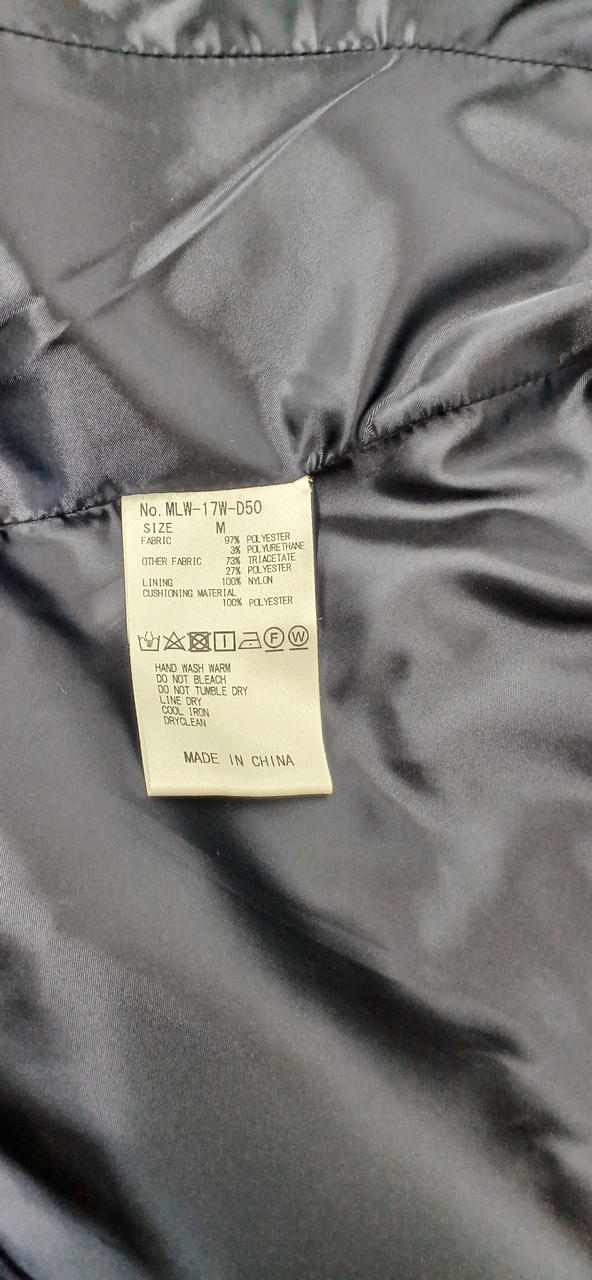 No. MLW-17W-D50
SIZE M
FABRIC 97% POLYESTER
3% POLYURETHANE
OTHER FABRIC 73% TRIACETATE
27% POLYESTER
LINING 100% NYLON
CUSHIONING MATERIAL
100% POLYESTER
F W
HAND WASH WARM
DO NOT BLEACH
DO NOT TUMBLE DRY
LINE DRY
COOL IRON
DRYCLEAN
MADE IN CHINA